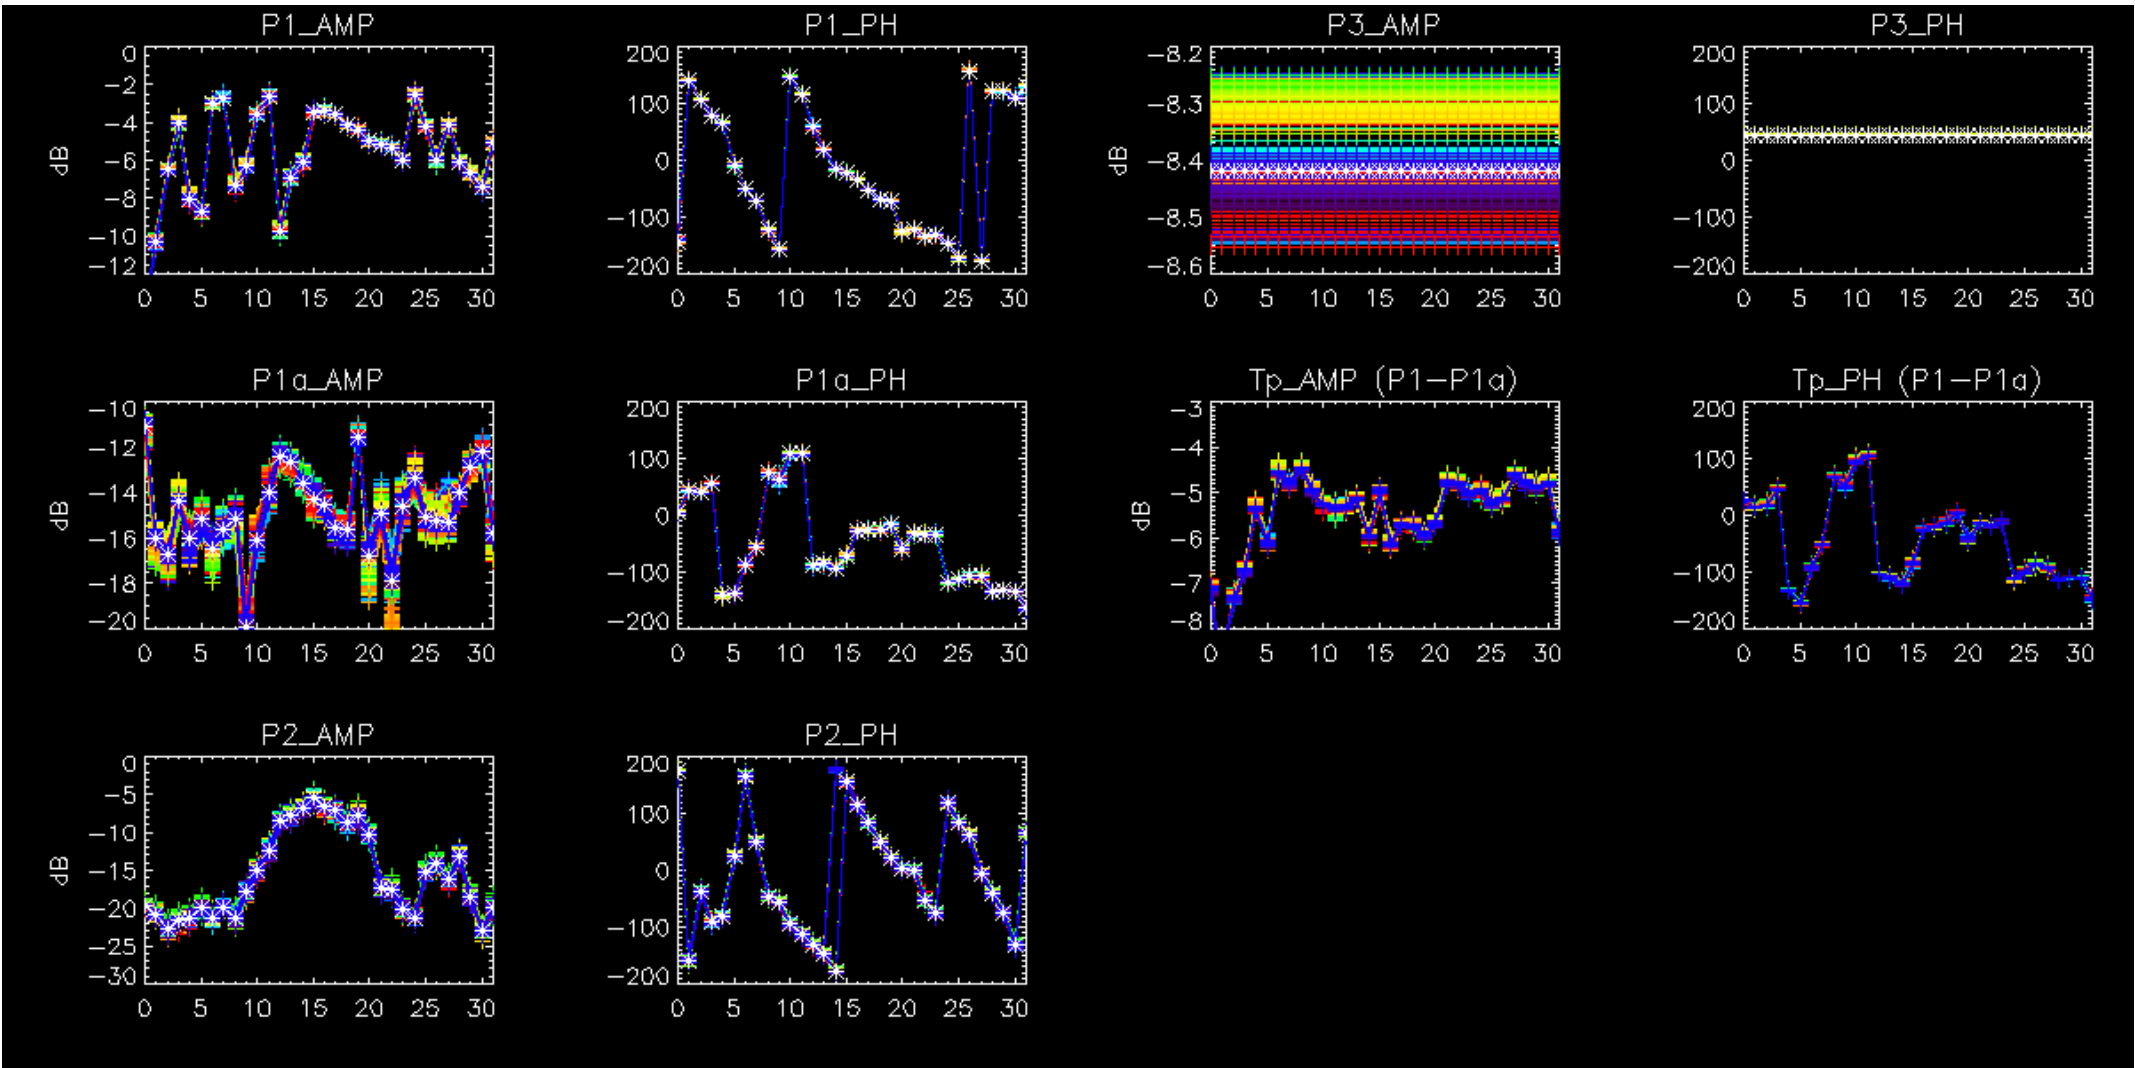 P1_AMP
P1_PH
P3_AMP
P3_PH
0
−2
−4
−6
−8
−10
−12
dB
0 5 10 15 20 25 30
200
100
0
−100
−200
0 5 10 15 20 25 30
−8.2
−8.3
−8.4
−8.5
−8.6
dB
0 5 10 15 20 25 30
200
100
0
−100
−200
0 5 10 15 20 25 30
P1a_AMP
P1a_PH
Tp_AMP (P1−P1a)
Tp_PH (P1−P1a)
−10
−12
−14
−16
−18
−20
dB
0 5 10 15 20 25 30
200
100
0
−100
−200
0 5 10 15 20 25 30
−3
−4
−5
−6
−7
−8
dB
0 5 10 15 20 25 30
200
100
0
−100
−200
0 5 10 15 20 25 30
P2_AMP
P2_PH
0
−5
−10
−15
−20
−25
−30
dB
0 5 10 15 20 25 30
200
100
0
−100
−200
0 5 10 15 20 25 30